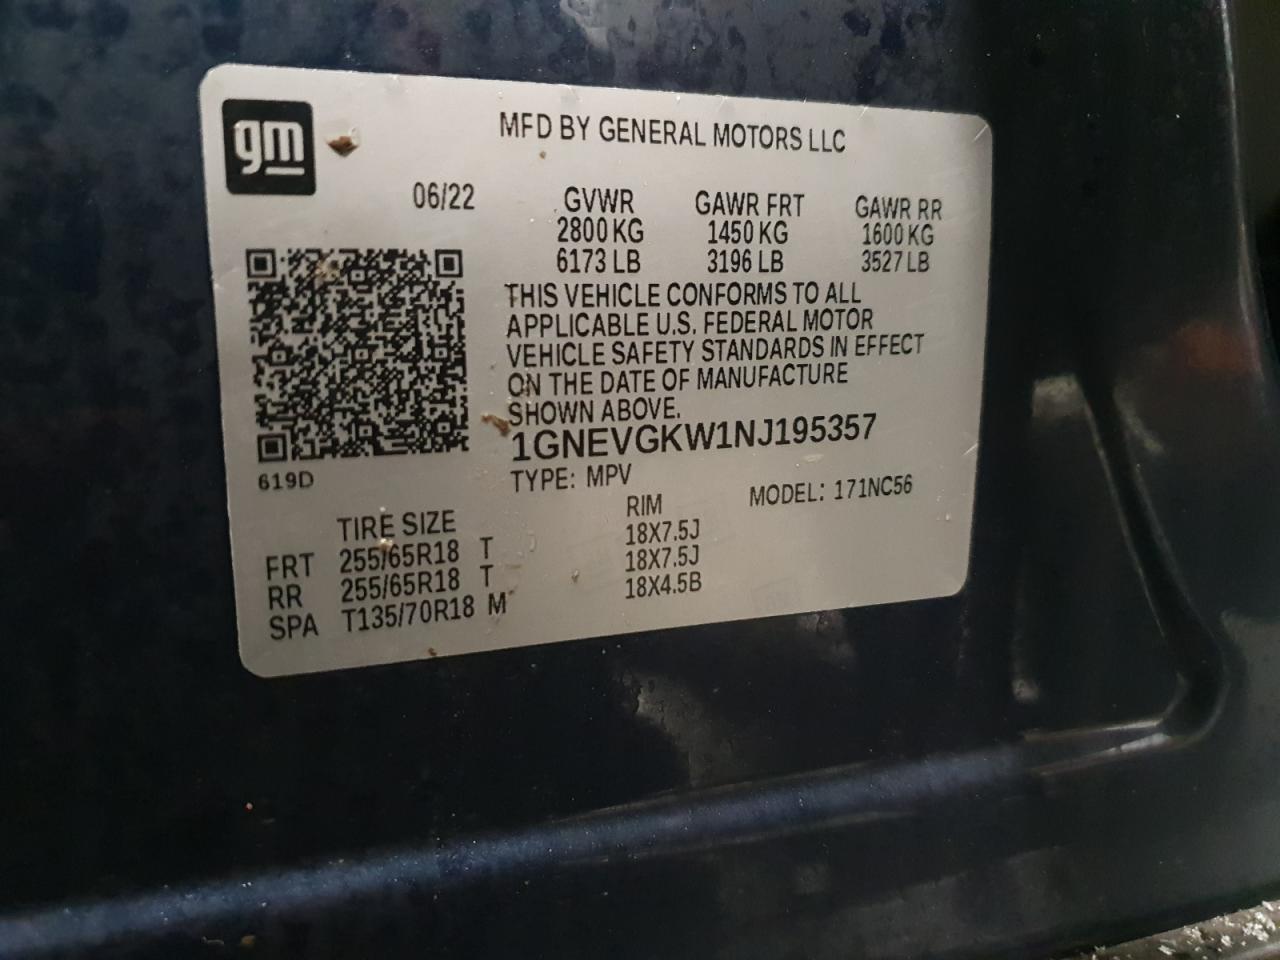 gm
MFD BY GENERAL MOTORS LLC
06/22 GVWR GAWR FRT GAWR RR
2800 KG 1450 KG 1600 KG
6173 LB 3196 LB 3527 LB
THIS VEHICLE CONFORMS TO ALL
APPLICABLE U.S. FEDERAL MOTOR
VEHICLE SAFETY STANDARDS IN EFFECT
ON THE DATE OF MANUFACTURE
SHOWN ABOVE.
1GNEVGKW1NJ195357
619D
TYPE: MPV MODEL: 171NC56
TIRE SIZE RIM
FRT 255/65R18 T 18X7.5J
RR 255/65R18 T 18X7.5J
SPA T135/70R18 M 18X4.5B